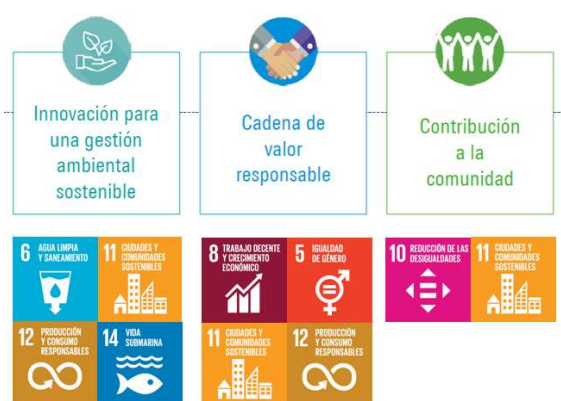 Innovación para
una gestión
ambiental
sostenible
Cadena de
valor
responsable
Contribución
a la
comunidad
6 AGUA LIMPIA
Y SANEAMIENTO
11 CIUDADES Y
COMUNIDADES
SOSTENIBLES
12 PRODUCCIÓN
Y CONSUMO
RESPONSABLES
14 VIDA
SUBMARINA
8 TRABAJO DECENTE
Y CRECIMIENTO
ECONÓMICO
5 IGUALDAD
DE GÉNERO
11 CIUDADES Y
COMUNIDADES
SOSTENIBLES
12 PRODUCCIÓN
Y CONSUMO
RESPONSABLES
10 REDUCCIÓN DE LAS
DESIGUALDADES
11 CIUDADES Y
COMUNIDADES
SOSTENIBLES